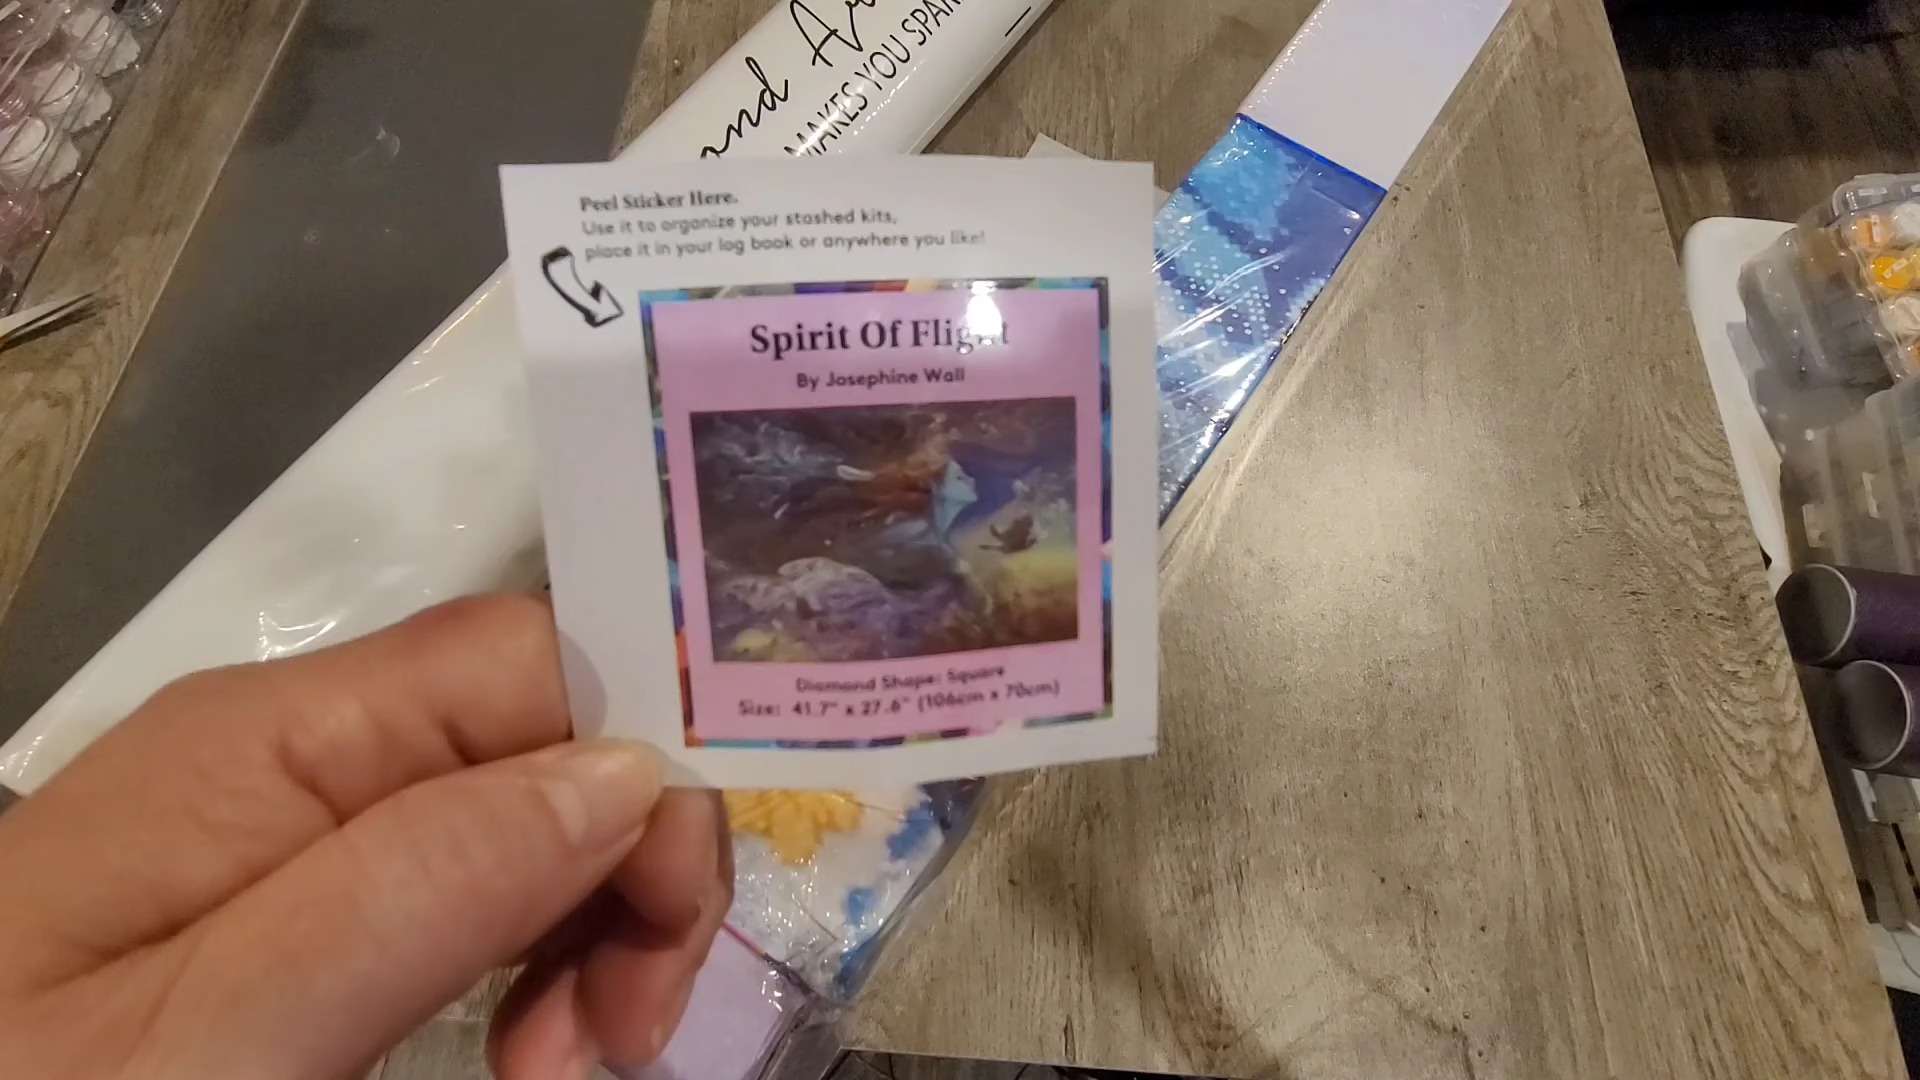 ond Ar
MAKES YOU SPAR
Peel Sticker Here.
Use it to organize your stashed kits,
place it in your log book or anywhere you like!
Spirit Of Flight
By Josephine Wall
Diamond Shape: Square
Size: 41.7" x 27.6" (106cm x 70cm)